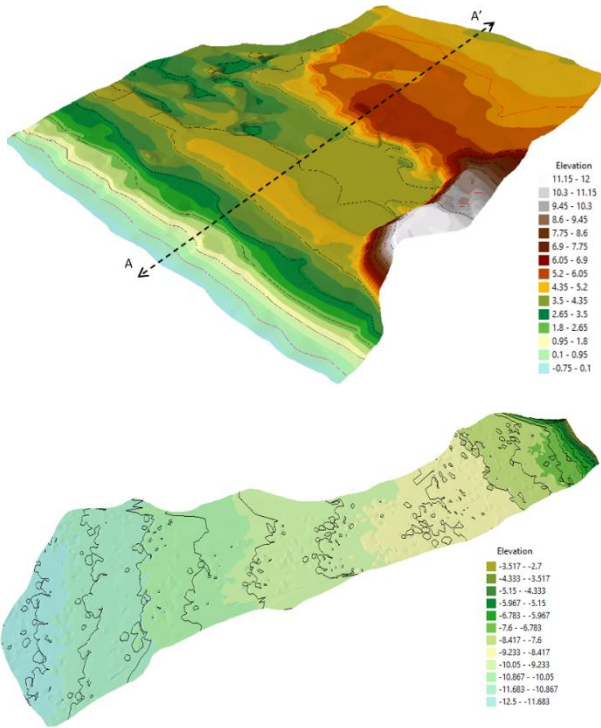 A'
A
Elevation
11.15 - 12
10.3 - 11.15
9.45 - 10.3
8.6 - 9.45
7.75 - 8.6
6.9 - 7.75
6.05 - 6.9
5.2 - 6.05
4.35 - 5.2
3.5 - 4.35
2.65 - 3.5
1.8 - 2.65
0.95 - 1.8
0.1 - 0.95
-0.75 - 0.1
Elevation
-3.517 - -2.7
-4.333 - -3.517
-5.15 - -4.333
-5.967 - -5.15
-6.783 - -5.967
-7.6 - -6.783
-8.417 - -7.6
-9.233 - -8.417
-10.05 - -9.233
-10.867 - -10.05
-11.683 - -10.867
-12.5 - -11.683